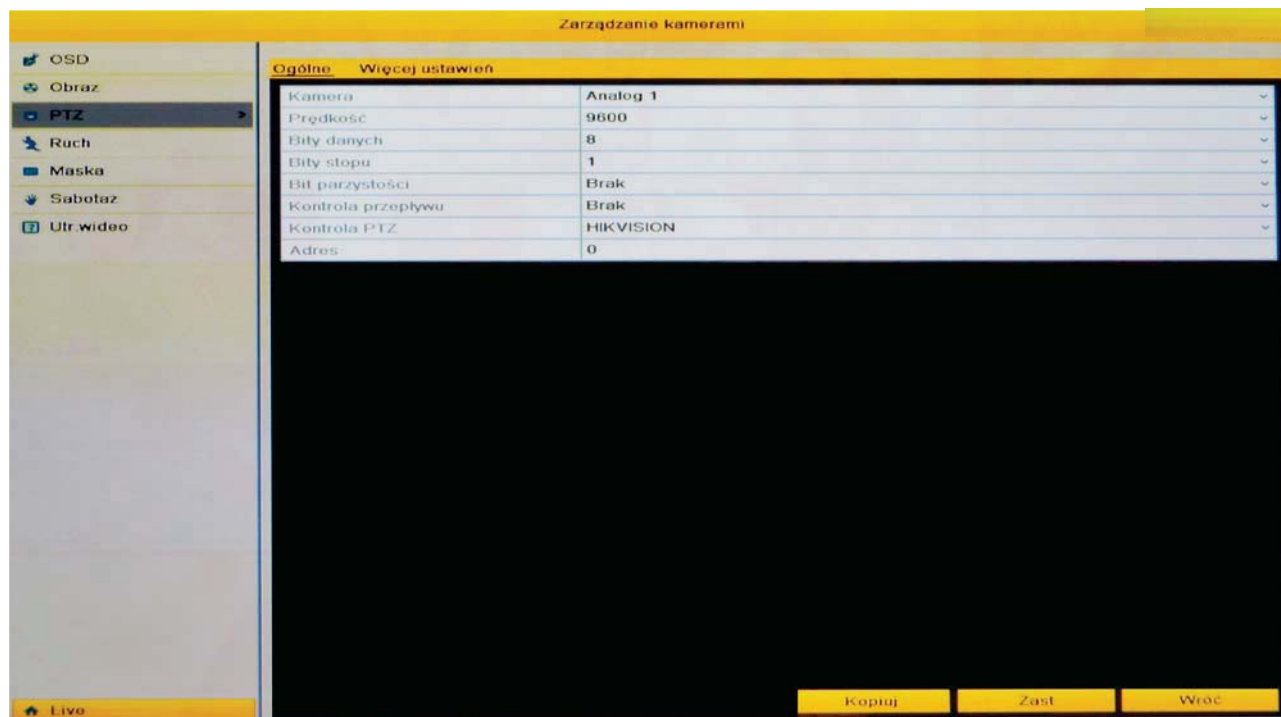 Zarządzanie kamerami
OSD
Obraz
PTZ
Ruch
Maska
Sabotaz
Utr.wideo
Live
Ogólne Więcej ustawień
Kamera Analog 1
Prędkość 9600
Bity danych 8
Bity stopu 1
Bit parzystości Brak
Kontrola przepływu Brak
Kontrola PTZ HIKVISION
Adres 0
Kopiuj Zast Wróć